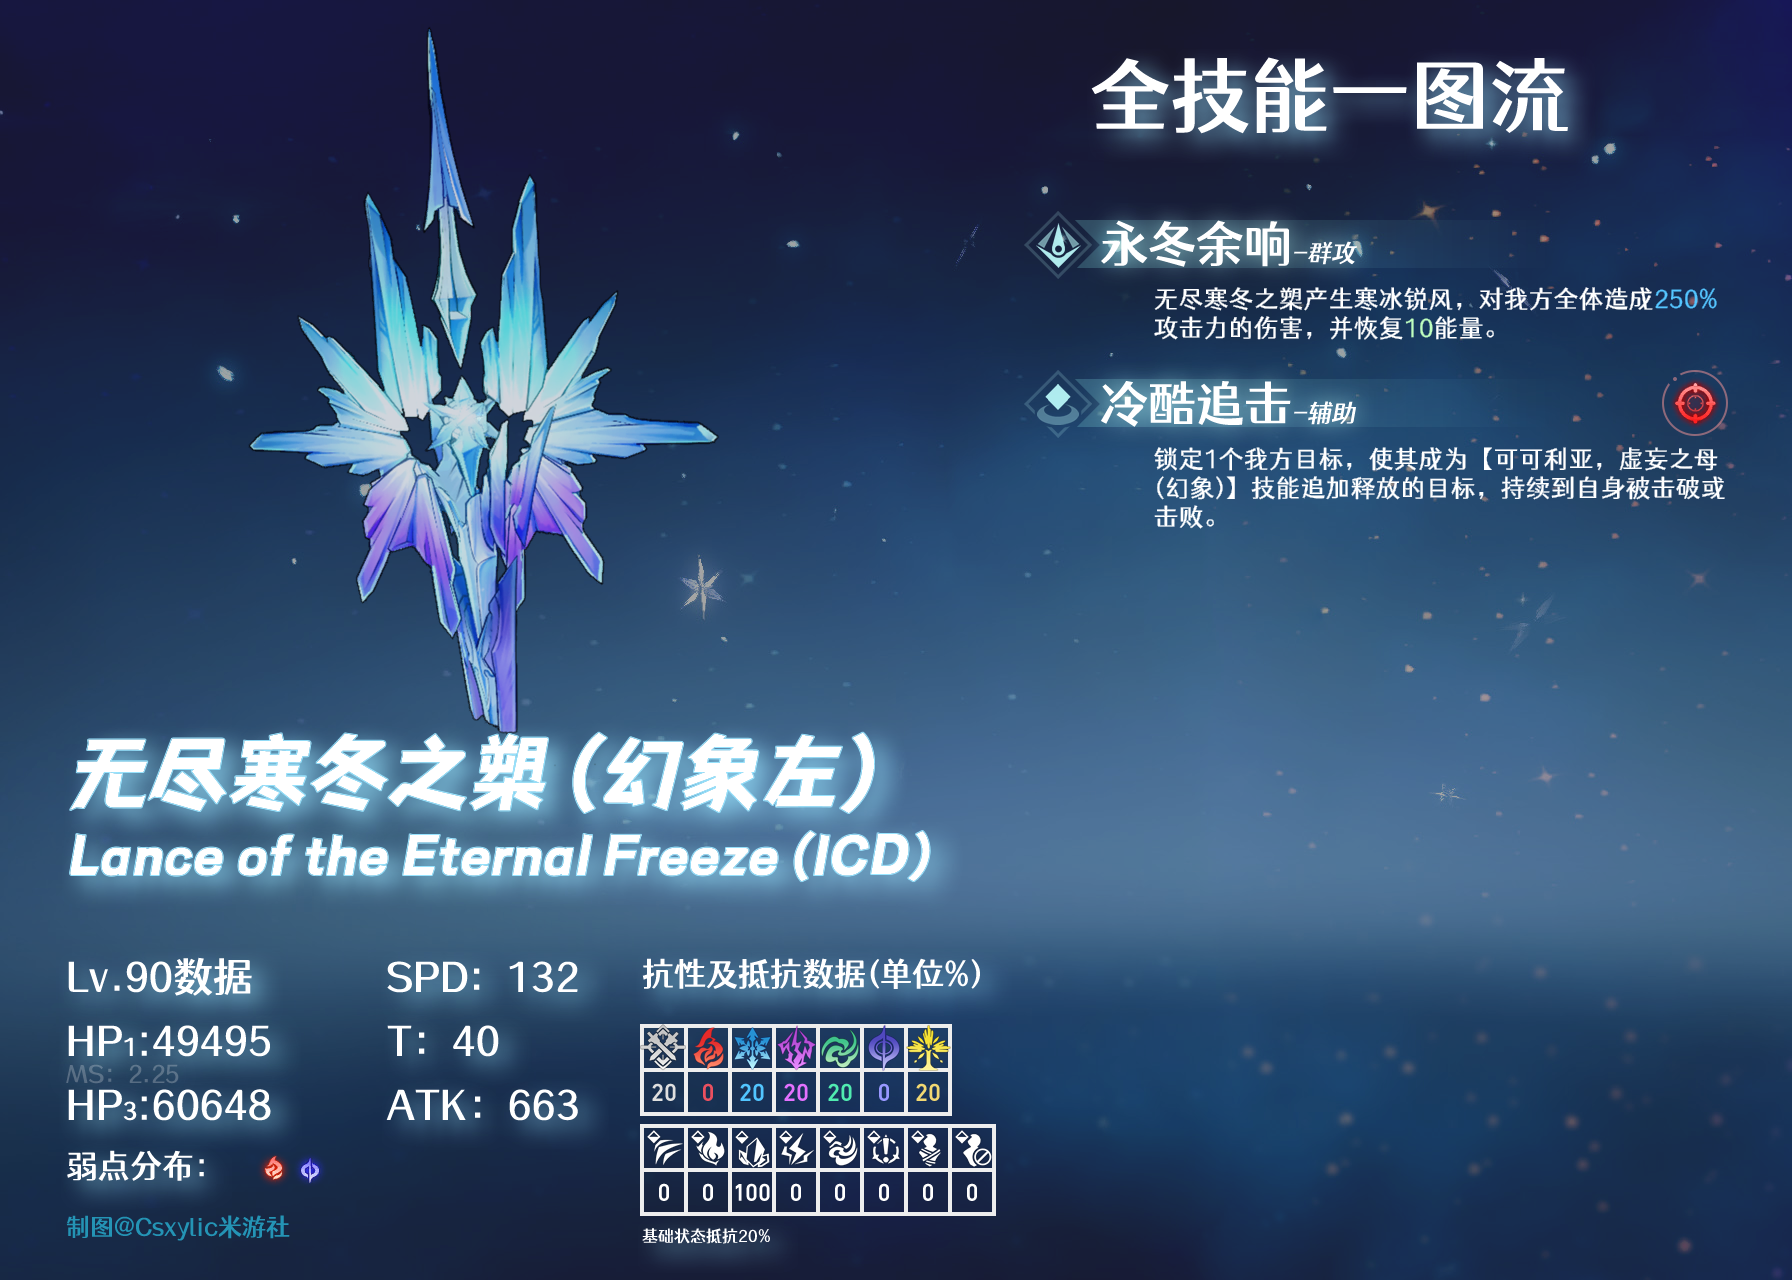 全技能一图流
永冬余响-群攻
无尽寒冬之槊产生寒冰锐风，对我方全体造成250%
攻击力的伤害，并恢复10能量。
冷酷追击-辅助
锁定1个我方目标，使其成为【可可利亚，虚妄之母
(幻象)】技能追加释放的目标，持续到自身被击破或
击败。
无尽寒冬之槊（幻象左）
Lance of the Eternal Freeze (ICD)
Lv.90数据
SPD：132
HP1:49495
T：40
MS：2.25
HP3:60648
ATK：663
弱点分布：
制图@Csxylic米游社
抗性及抵抗数据(单位%)
20 0 20 20 20 0 20
0 0 100 0 0 0 0 0
基础状态抵抗20%